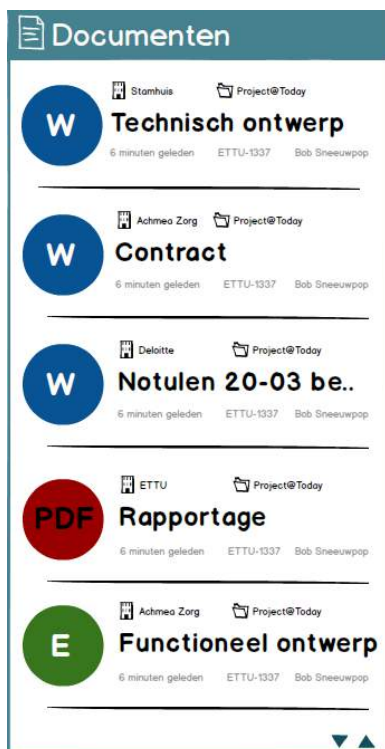 Documenten
Stamhuis Project@Today
W Technisch ontwerp
6 minuten geleden ETTU-1337 Bob Sneeuwpop
Achmea Zorg Project@Today
W Contract
6 minuten geleden ETTU-1337 Bob Sneeuwpop
Deloitte Project@Today
W Notulen 20-03 be..
6 minuten geleden ETTU-1337 Bob Sneeuwpop
ETTU Project@Today
PDF Rapportage
6 minuten geleden ETTU-1337 Bob Sneeuwpop
Achmea Zorg Project@Today
E Functioneel ontwerp
6 minuten geleden ETTU-1337 Bob Sneeuwpop